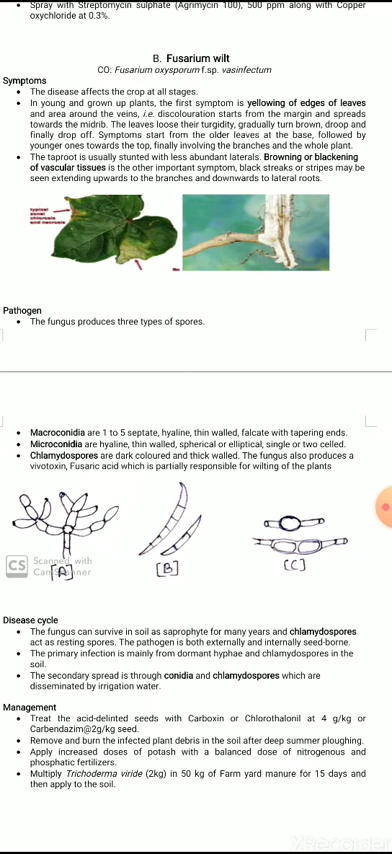 • Spray with Streptomycin sulphate (Agrimycin 100), 500 ppm along with Copper
oxychloride at 0.3%.
B. Fusarium wilt
CO: Fusarium oxysporum f.sp. vasinfectum
Symptoms
• The disease affects the crop at all stages.
• In young and grown up plants, the first symptom is yellowing of edges of leaves
and area around the veins, i.e. discolouration starts from the margin and spreads
towards the midrib. The leaves loose their turgidity, gradually turn brown, droop and
finally drop off. Symptoms start from the older leaves at the base, followed by
younger ones towards the top, finally involving the branches and the whole plant.
• The taproot is usually stunted with less abundant laterals. Browning or blackening
of vascular tissues is the other important symptom, black streaks or stripes may be
seen extending upwards to the branches and downwards to lateral roots.
typical
chlorosis
and necrosis
Pathogen
• The fungus produces three types of spores.
• Macroconidia are 1 to 5 septate, hyaline, thin walled, falcate with tapering ends.
• Microconidia are hyaline, thin walled, spherical or elliptical, single or two celled.
• Chlamydospores are dark coloured and thick walled. The fungus also produces a
vivotoxin, Fusaric acid which is partially responsible for wilting of the plants
CS Scanned with
CamScanner
[A] [B] [C]
Disease cycle
• The fungus can survive in soil as saprophyte for many years and chlamydospores
act as resting spores. The pathogen is both externally and internally seed-borne.
• The primary infection is mainly from dormant hyphae and chlamydospores in the
soil.
• The secondary spread is through conidia and chlamydospores which are
disseminated by irrigation water.
Management
• Treat the acid-delinted seeds with Carboxin or Chlorothalonil at 4 g/kg or
Carbendazim@2g/kg seed.
• Remove and burn the infected plant debris in the soil after deep summer ploughing.
• Apply increased doses of potash with a balanced dose of nitrogenous and
phosphatic fertilizers.
• Multiply Trichoderma viride (2kg) in 50 kg of Farm yard manure for 15 days and
then apply to the soil.
VRecorder